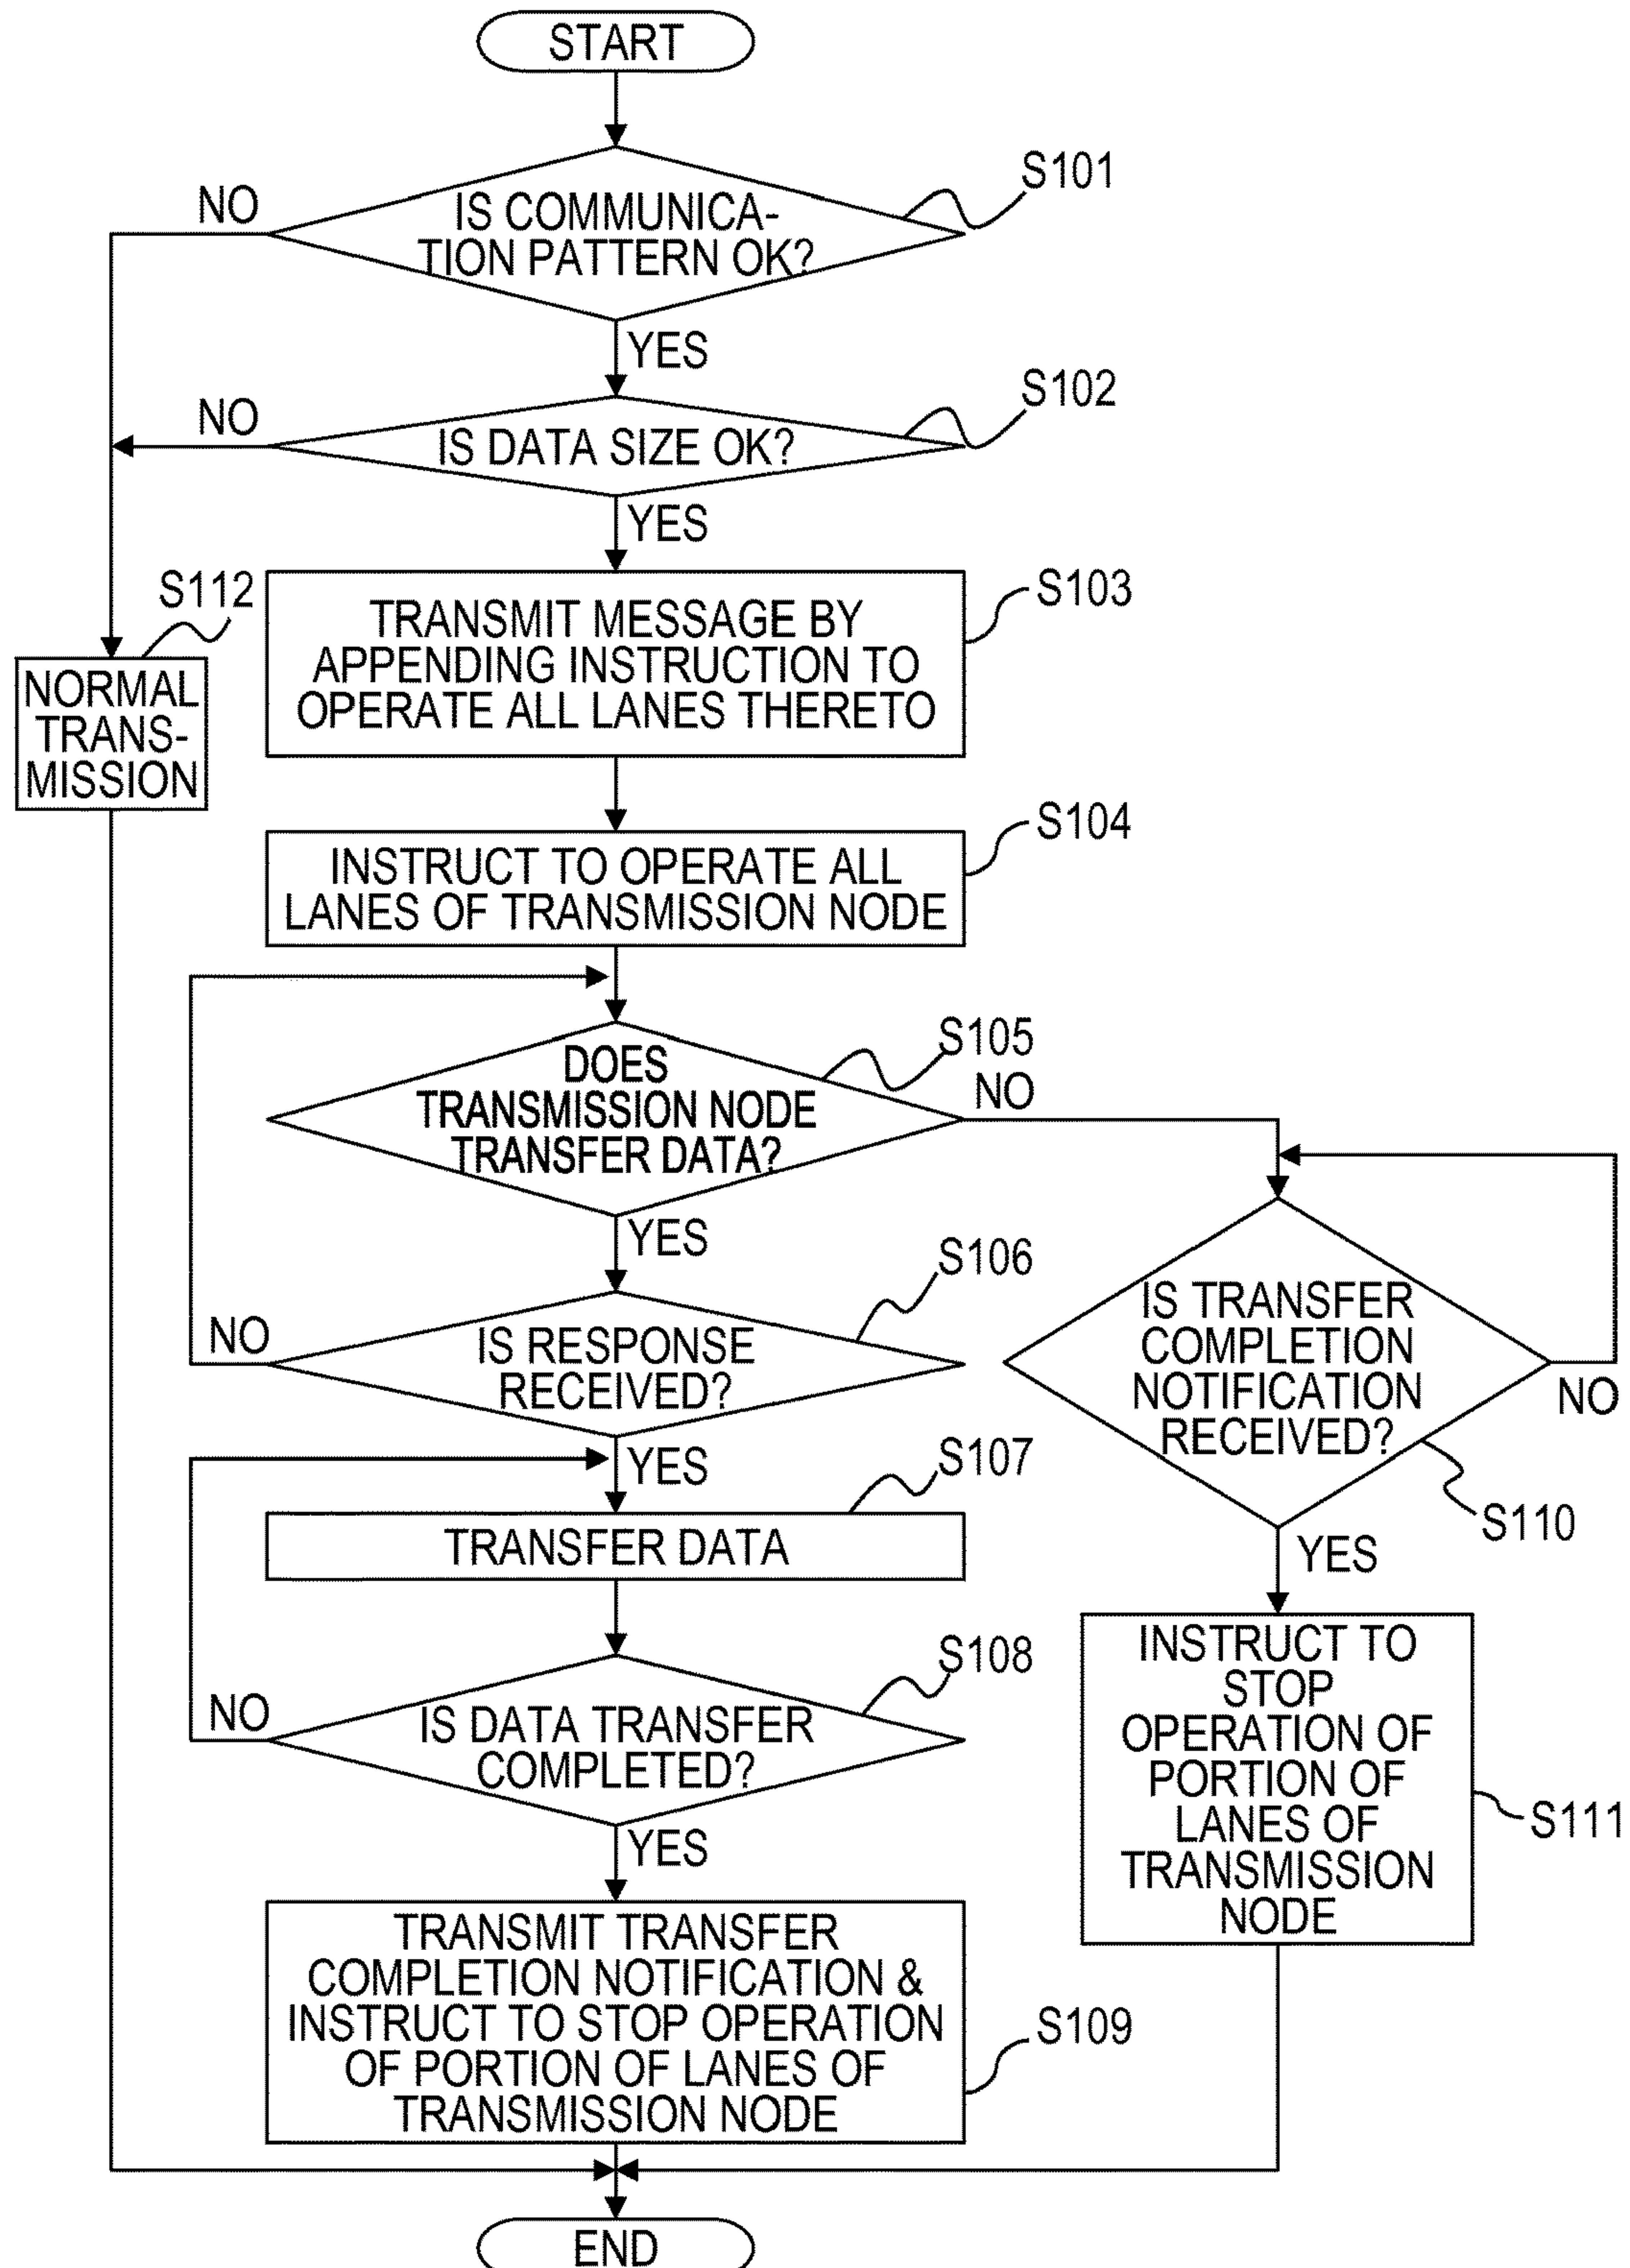 START
S101
NO
IS COMMUNICA-
TION PATTERN OK?
YES
S102
NO
IS DATA SIZE OK?
YES
S112
NORMAL
TRANS-
MISSION
S103
TRANSMIT MESSAGE BY
APPENDING INSTRUCTION TO
OPERATE ALL LANES THERETO
S104
INSTRUCT TO OPERATE ALL
LANES OF TRANSMISSION NODE
S105
DOES
TRANSMISSION NODE
TRANSFER DATA?
NO
YES
S106
NO
IS RESPONSE
RECEIVED?
YES
S107
TRANSFER DATA
S108
NO
IS DATA TRANSFER
COMPLETED?
YES
TRANSMIT TRANSFER
COMPLETION NOTIFICATION &
INSTRUCT TO STOP OPERATION
OF PORTION OF LANES OF
TRANSMISSION NODE
S109
IS TRANSFER
COMPLETION
NOTIFICATION
RECEIVED?
NO
S110
YES
INSTRUCT TO
STOP
OPERATION OF
PORTION OF
LANES OF
TRANSMISSION
NODE
S111
END